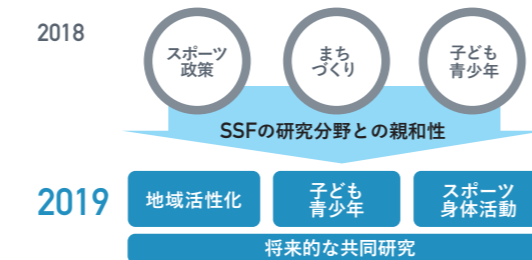 2018
スポーツ
政策
まち
づくり
子ども
青少年
SSFの研究分野との親和性
2019
地域活性化
子ども
青少年
スポーツ
身体活動
将来的な共同研究